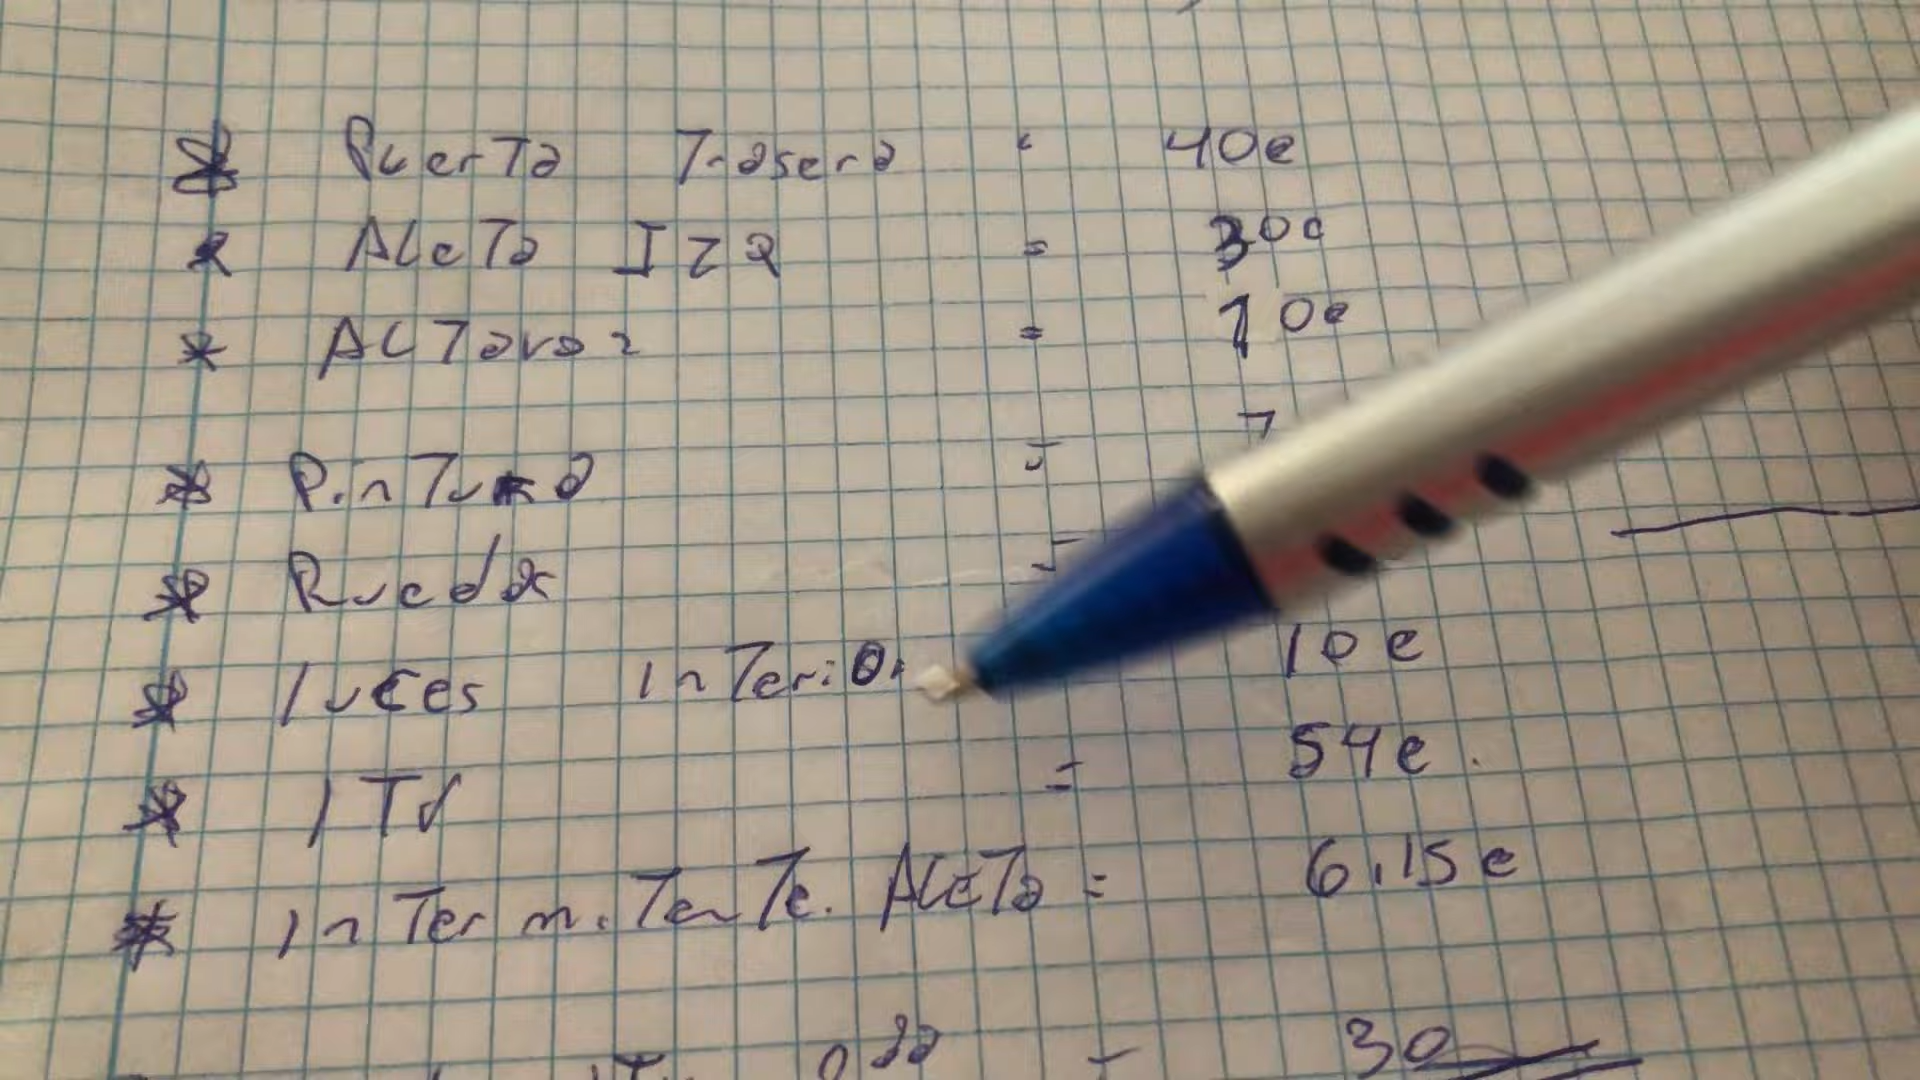 * Puerta Trasera = 40e
* Aleta IZQ = 30e
* Altavoz = 10e
* Pintura = 7
* Rueda =
* luces interior 10e
* ITV = 54e.
* intermitente. Aleta = 6.15e
30